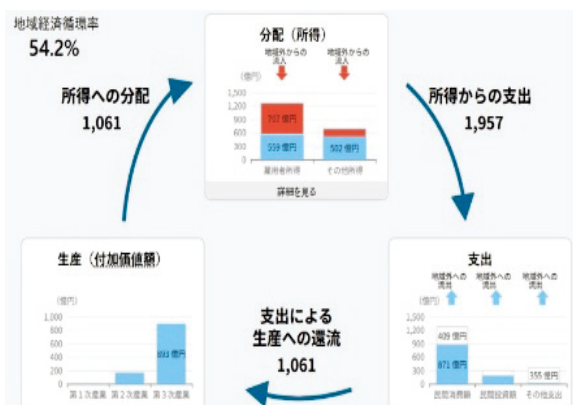 地域経済循環率
54.2%
分配（所得）
地域外からの
流入
地域外からの
流入
（億円）
1,500
1,200
900
600
300
0
707 億円
559 億円
502 億円
雇用者所得
その他所得
詳細を見る
所得への分配
1,061
所得からの支出
1,957
生産（付加価値額）
（億円）
1,000
800
600
400
200
0
893 億円
第１次産業
第２次産業
第３次産業
支出による
生産への還流
1,061
支出
地域外への
流出
地域外への
流出
地域外への
流出
（億円）
1,500
1,200
900
600
300
0
409 億円
871 億円
355 億円
民間消費額
民間投資額
その他支出